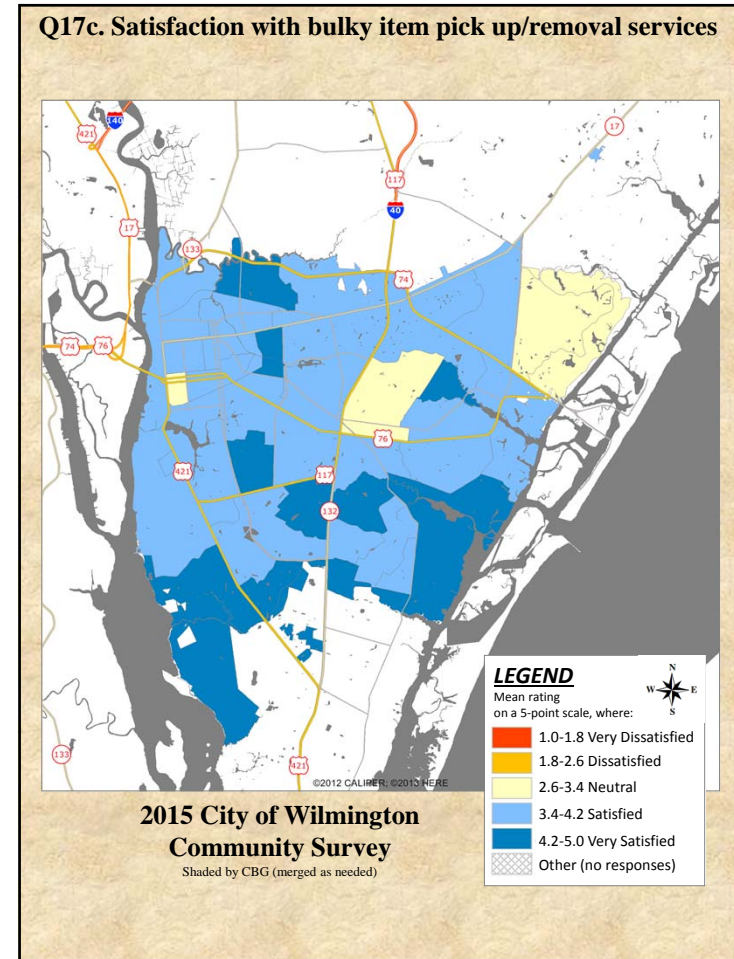 Q17c. Satisfaction with bulky item pick up/removal services
140
421
17
117
17
40
133
74
74
76
76
421
117
132
133
421
©2012 CALIPER; ©2013 HERE
LEGEND
Mean rating
on a 5-point scale, where:
N
W E
S
1.0-1.8 Very Dissatisfied
1.8-2.6 Dissatisfied
2.6-3.4 Neutral
3.4-4.2 Satisfied
4.2-5.0 Very Satisfied
Other (no responses)
2015 City of Wilmington
Community Survey
Shaded by CBG (merged as needed)